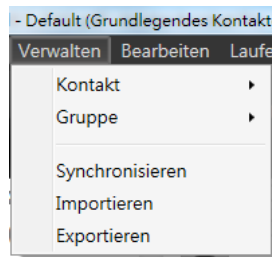 - Default (Grundlegendes Kontakt
Verwalten Bearbeiten Laufe
Kontakt
Gruppe
Synchronisieren
Importieren
Exportieren